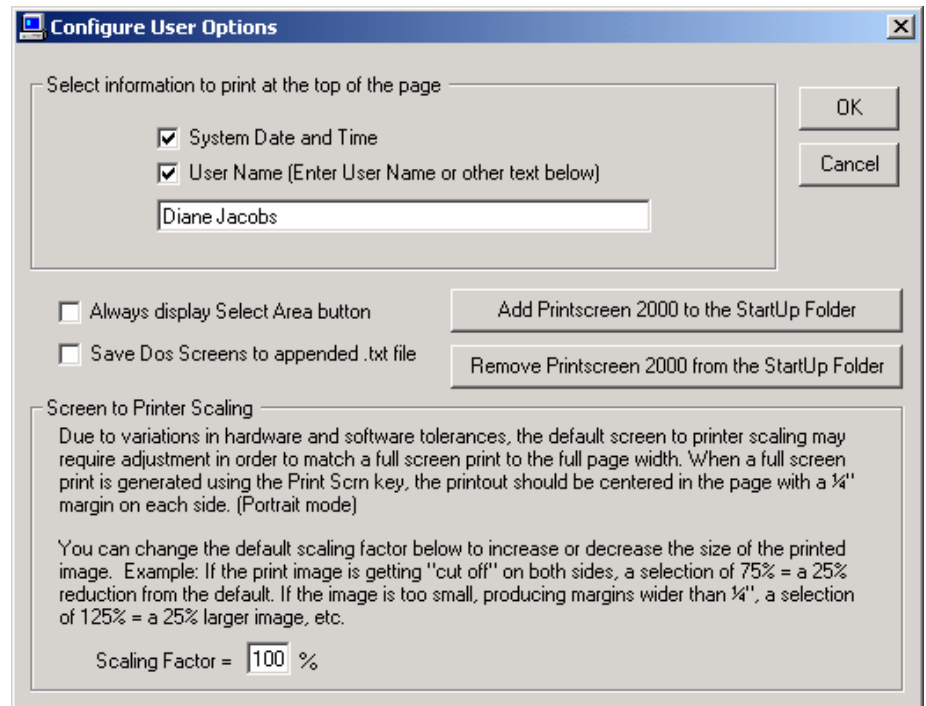 Configure User Options
Select information to print at the top of the page
OK
System Date and Time
Cancel
User Name (Enter User Name or other text below)
Diane Jacobs
Always display Select Area button
Add Printscreen 2000 to the StartUp Folder
Save Dos Screens to appended .txt file
Remove Printscreen 2000 from the StartUp Folder
Screen to Printer Scaling
Due to variations in hardware and software tolerances, the default screen to printer scaling may
require adjustment in order to match a full screen print to the full page width. When a full screen
print is generated using the Print Scrn key, the printout should be centered in the page with a ¼"
margin on each side. (Portrait mode)
You can change the default scaling factor below to increase or decrease the size of the printed
image.  Example: If the print image is getting "cut off" on both sides, a selection of 75% = a 25%
reduction from the default. If the image is too small, producing margins wider than ¼", a selection
of 125% = a 25% larger image, etc.
Scaling Factor = 100 %